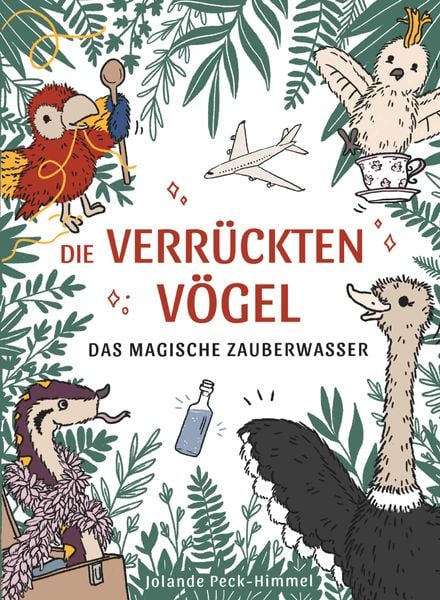 DIE VERRÜCKTEN
VÖGEL
DAS MAGISCHE ZAUBERWASSER
Jolande Peck-Himmel